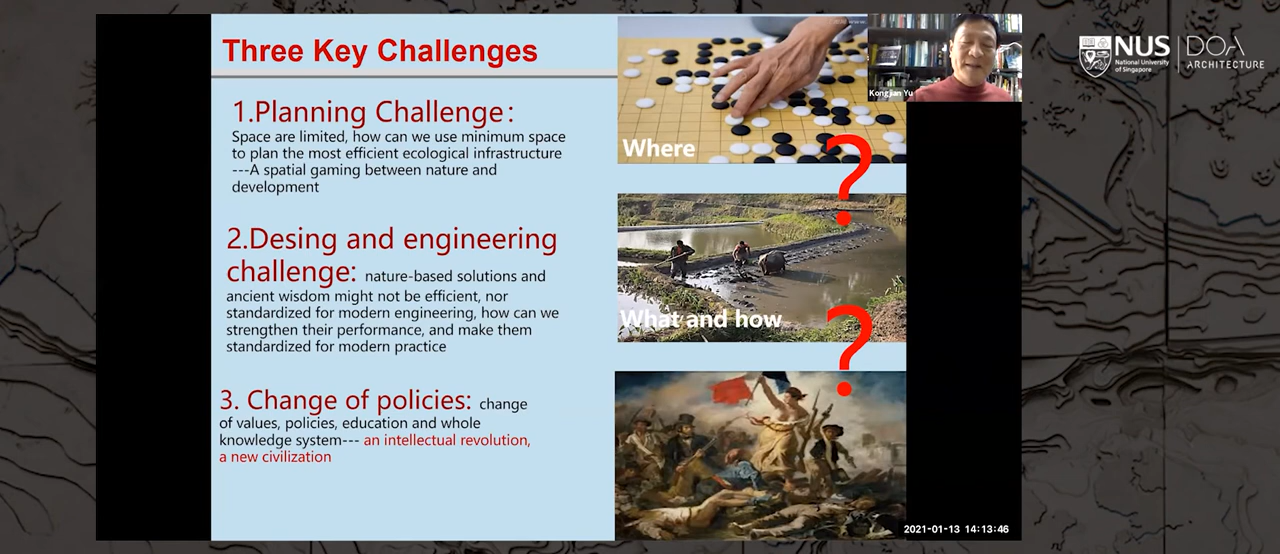 Three Key Challenges
1.Planning Challenge:
Space are limited, how can we use minimum space
to plan the most efficient ecological infrastructure
---A spatial gaming between nature and
development
2.Desing and engineering
challenge: nature-based solutions and
ancient wisdom might not be efficient, nor
standardized for modern engineering, how can we
strengthen their performance, and make them
standardized for modern practice
3. Change of policies: change
of values, policies, education and whole
knowledge system--- an intellectual revolution,
a new civilization
Where
?
What and how
?
Kongjian Yu
NUS
National University
of Singapore
DOA
ARCHITECTURE
2021-01-13 14:13:46